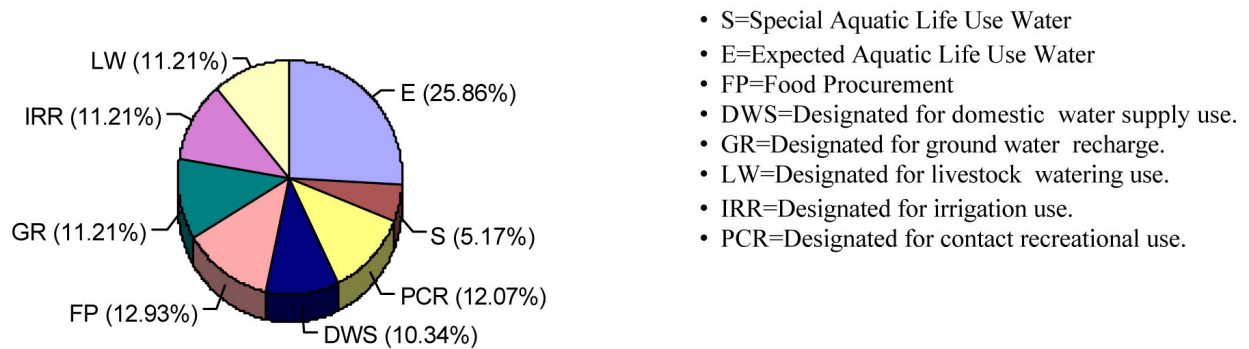 LW (11.21%)
E (25.86%)
IRR (11.21%)
GR (11.21%)
S (5.17%)
PCR (12.07%)
FP (12.93%)
DWS (10.34%)
• S=Special Aquatic Life Use Water
• E=Expected Aquatic Life Use Water
• FP=Food Procurement
• DWS=Designated for domestic water supply use.
• GR=Designated for ground water recharge.
• LW=Designated for livestock watering use.
• IRR=Designated for irrigation use.
• PCR=Designated for contact recreational use.